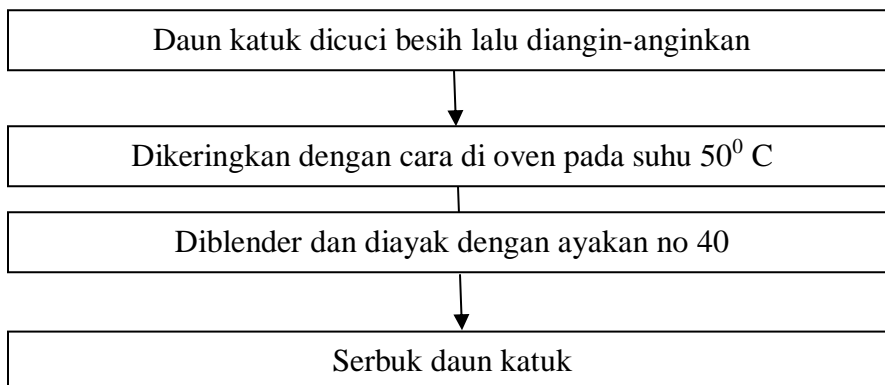 Daun katuk dicuci besih lalu diangin-anginkan
Dikeringkan dengan cara di oven pada suhu 50⁰ C
Diblender dan diayak dengan ayakan no 40
Serbuk daun katuk